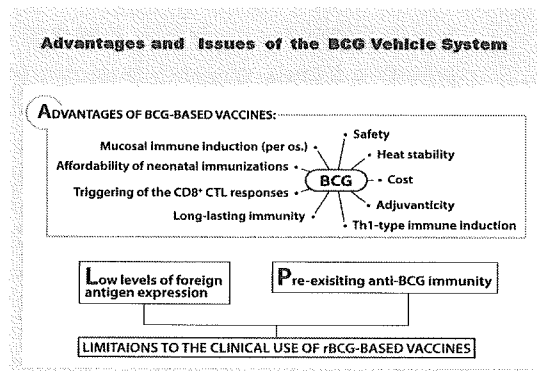 Advantages and Issues of the BCG Vehicle System
ADVANTAGES OF BCG-BASED VACCINES:
Mucosal immune induction (per os.)
Affordability of neonatal immunizations
Triggering of the CD8+ CTL responses
Long-lasting immunity
BCG
Safety
Heat stability
Cost
Adjuvanticity
Th1-type immune induction
Low levels of foreign
antigen expression
Pre-exisiting anti-BCG immunity
LIMITAIONS TO THE CLINICAL USE OF rBCG-BASED VACCINES